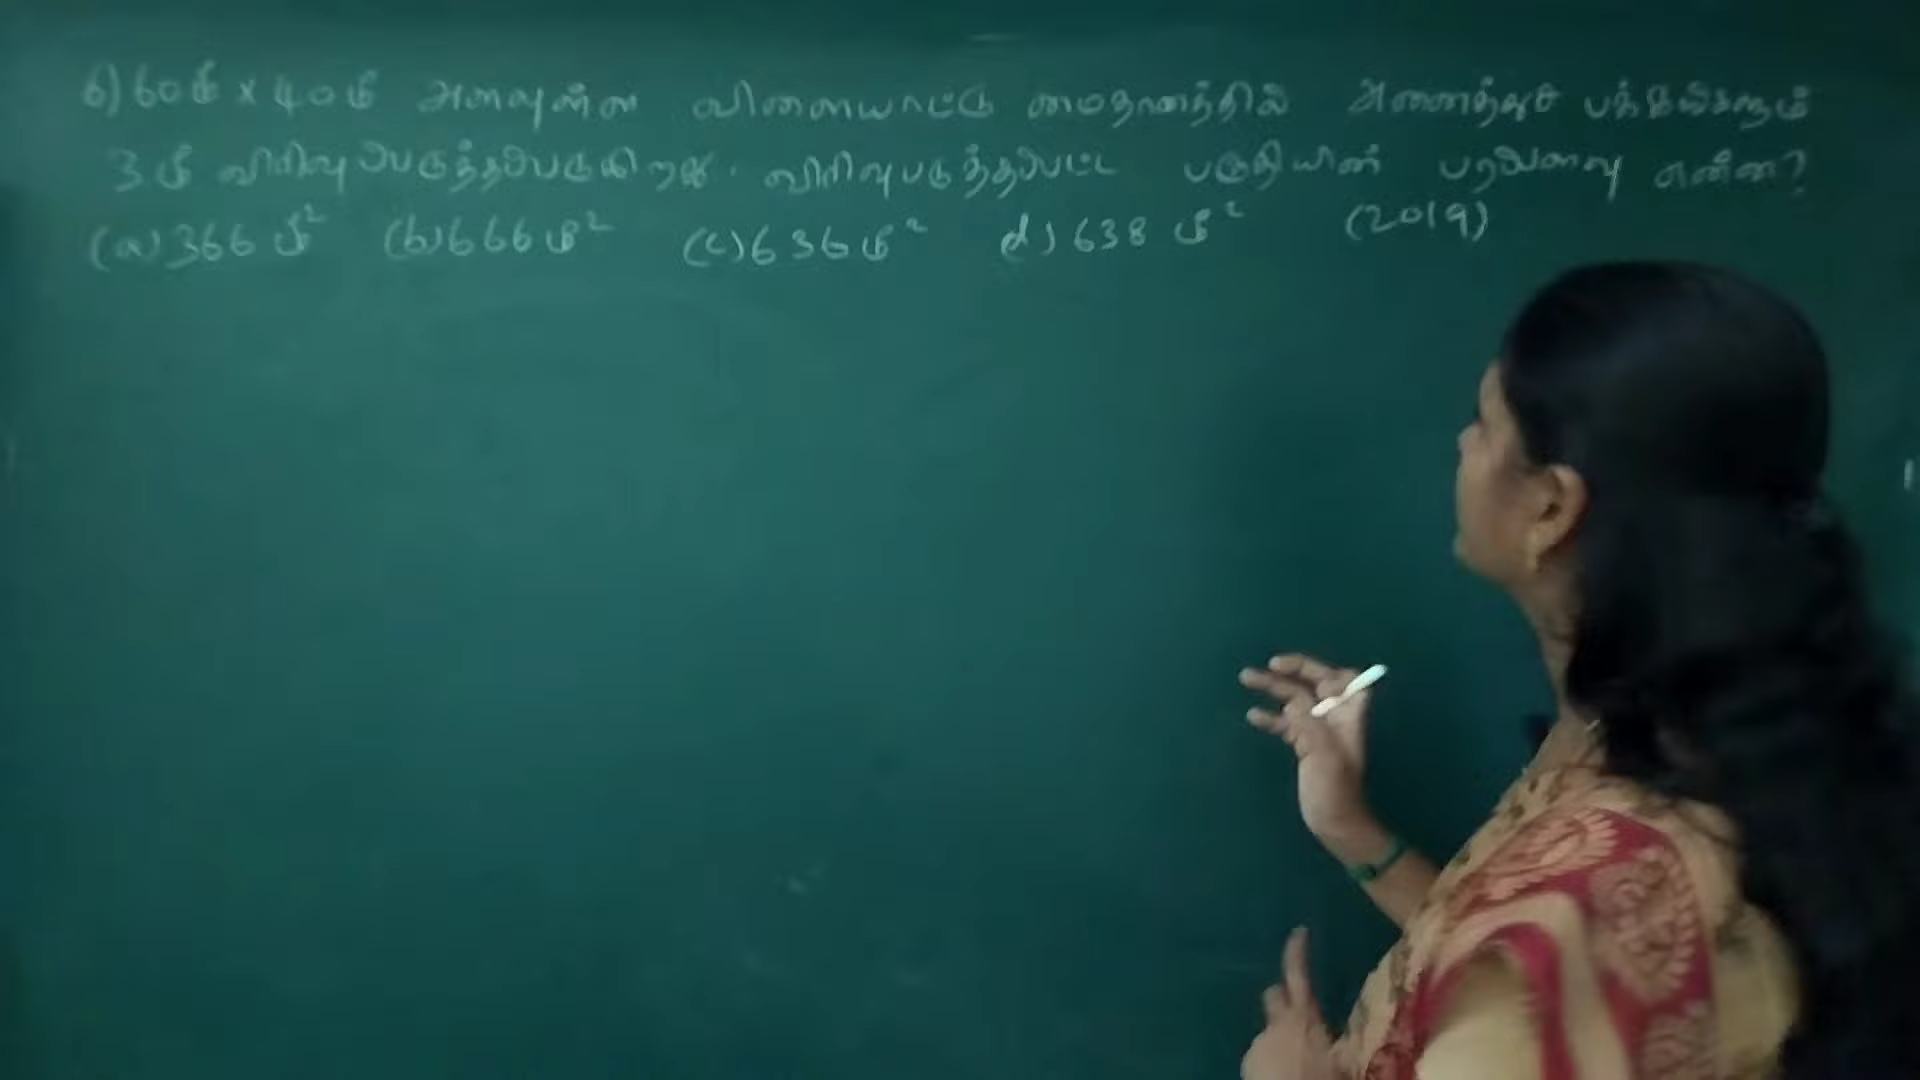 6) 60மீ × 40மீ அளவுள்ள விளையாட்டு மைதானத்தில் அனைத்துச் பக்கங்களும்
3மீ விரிவு படுத்தப்படுகிறது. விரிவுபடுத்தப்பட்ட பகுதியின் பரப்பளவு என்ன?
(a) 366 மீ² (b) 666 மீ² (c) 636 மீ² d) 638 மீ² (2019)